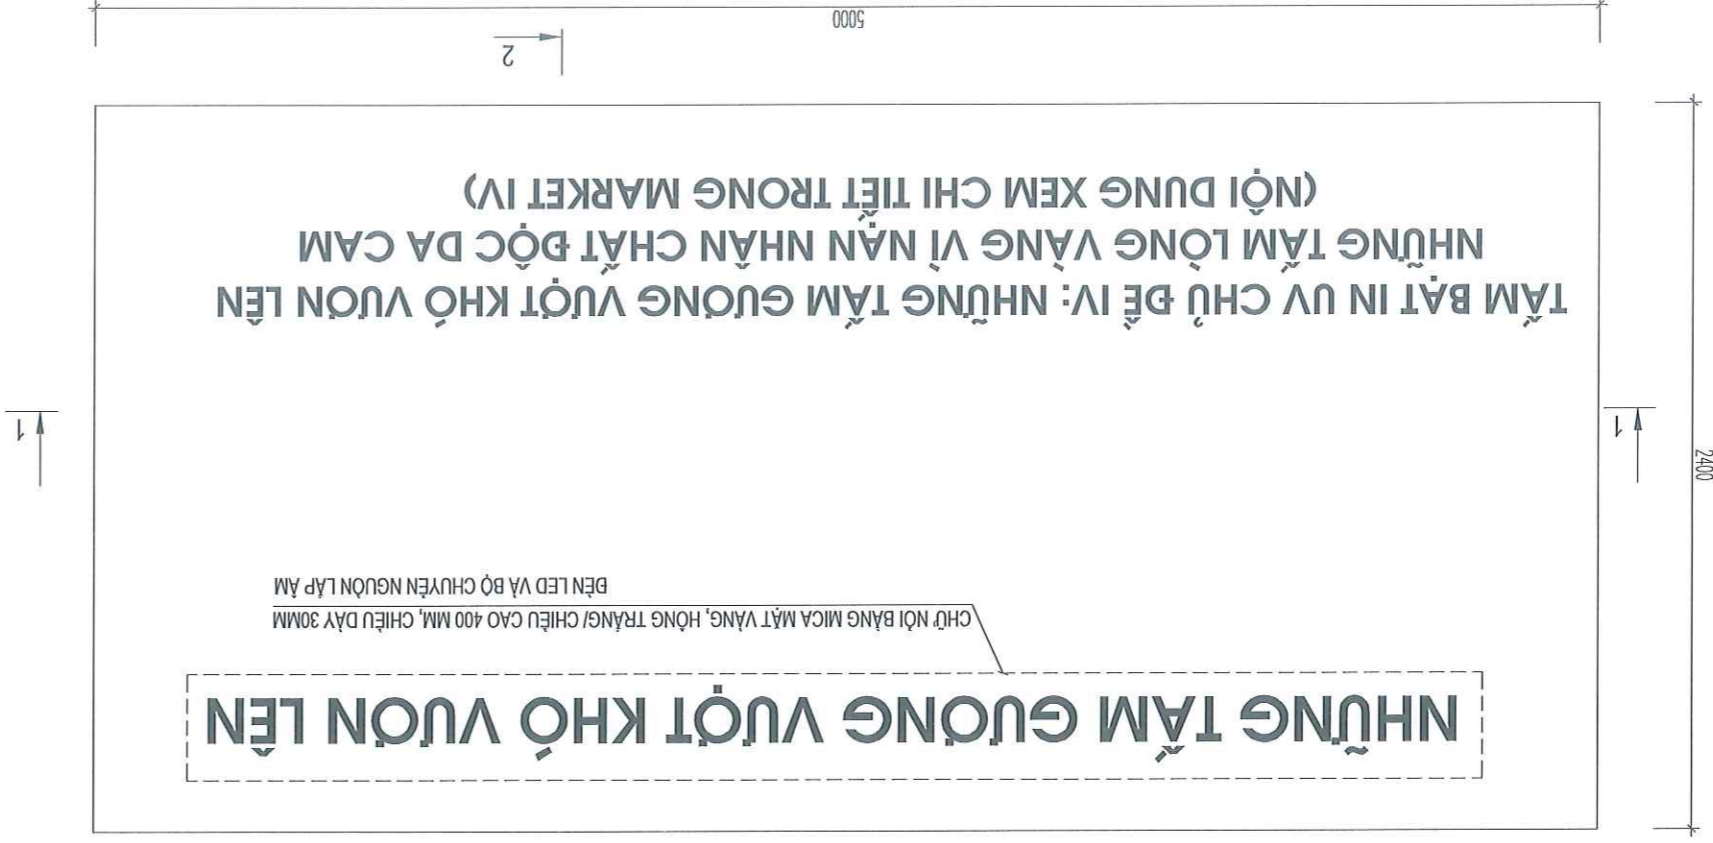 NHỮNG TẤM GƯƠNG VƯỢT KHÓ VƯƠN LÊN
CHỮ NỔI BẰNG MICA MẶT VÀNG, HÔNG TRẮNG/ CHIỀU CAO 400 MM, CHIỀU DÀY 30MM
ĐÈN LED VÀ BỘ CHUYỂN NGUỒN LẮP ÂM
2400
1
1
TẤM BẠT IN UV CHỦ ĐỀ IV: NHỮNG TẤM GƯƠNG VƯỢT KHÓ VƯƠN LÊN
NHỮNG TẤM LÒNG VÀNG VÌ NẠN NHÂN CHẤT ĐỘC DA CAM
(NỘI DUNG XEM CHI TIẾT TRONG MARKET IV)
2
5000